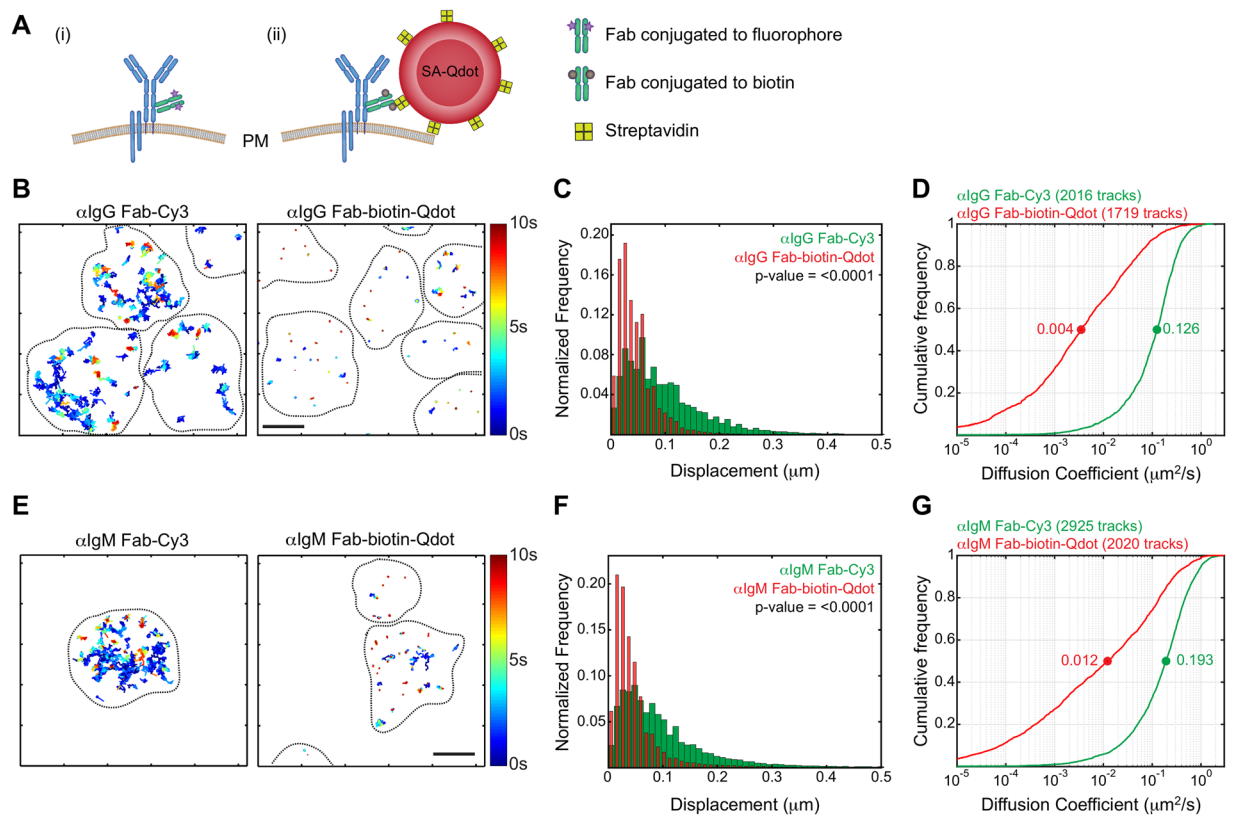 A
(i)
(ii)
SA-Qdot
PM
Fab conjugated to fluorophore
Fab conjugated to biotin
Streptavidin
B
αIgG Fab-Cy3
αIgG Fab-biotin-Qdot
10s
5s
0s
C
αIgG Fab-Cy3
αIgG Fab-biotin-Qdot
p-value = <0.0001
Normalized Frequency
0.20
0.16
0.12
0.08
0.04
0
0.1
0.2
0.3
0.4
0.5
Displacement (μm)
D
αIgG Fab-Cy3 (2016 tracks)
αIgG Fab-biotin-Qdot (1719 tracks)
Cumulative frequency
1
0.8
0.6
0.4
0.2
0.004
0.126
10⁻⁵
10⁻⁴
10⁻³
10⁻²
10⁻¹
10⁰
Diffusion Coefficient (μm²/s)
E
αIgM Fab-Cy3
αIgM Fab-biotin-Qdot
10s
5s
0s
F
αIgM Fab-Cy3
αIgM Fab-biotin-Qdot
p-value = <0.0001
Normalized Frequency
0.20
0.15
0.10
0.05
0
0.1
0.2
0.3
0.4
0.5
Displacement (μm)
G
αIgM Fab-Cy3 (2925 tracks)
αIgM Fab-biotin-Qdot (2020 tracks)
Cumulative frequency
1
0.8
0.6
0.4
0.2
0.012
0.193
10⁻⁵
10⁻⁴
10⁻³
10⁻²
10⁻¹
10⁰
Diffusion Coefficient (μm²/s)